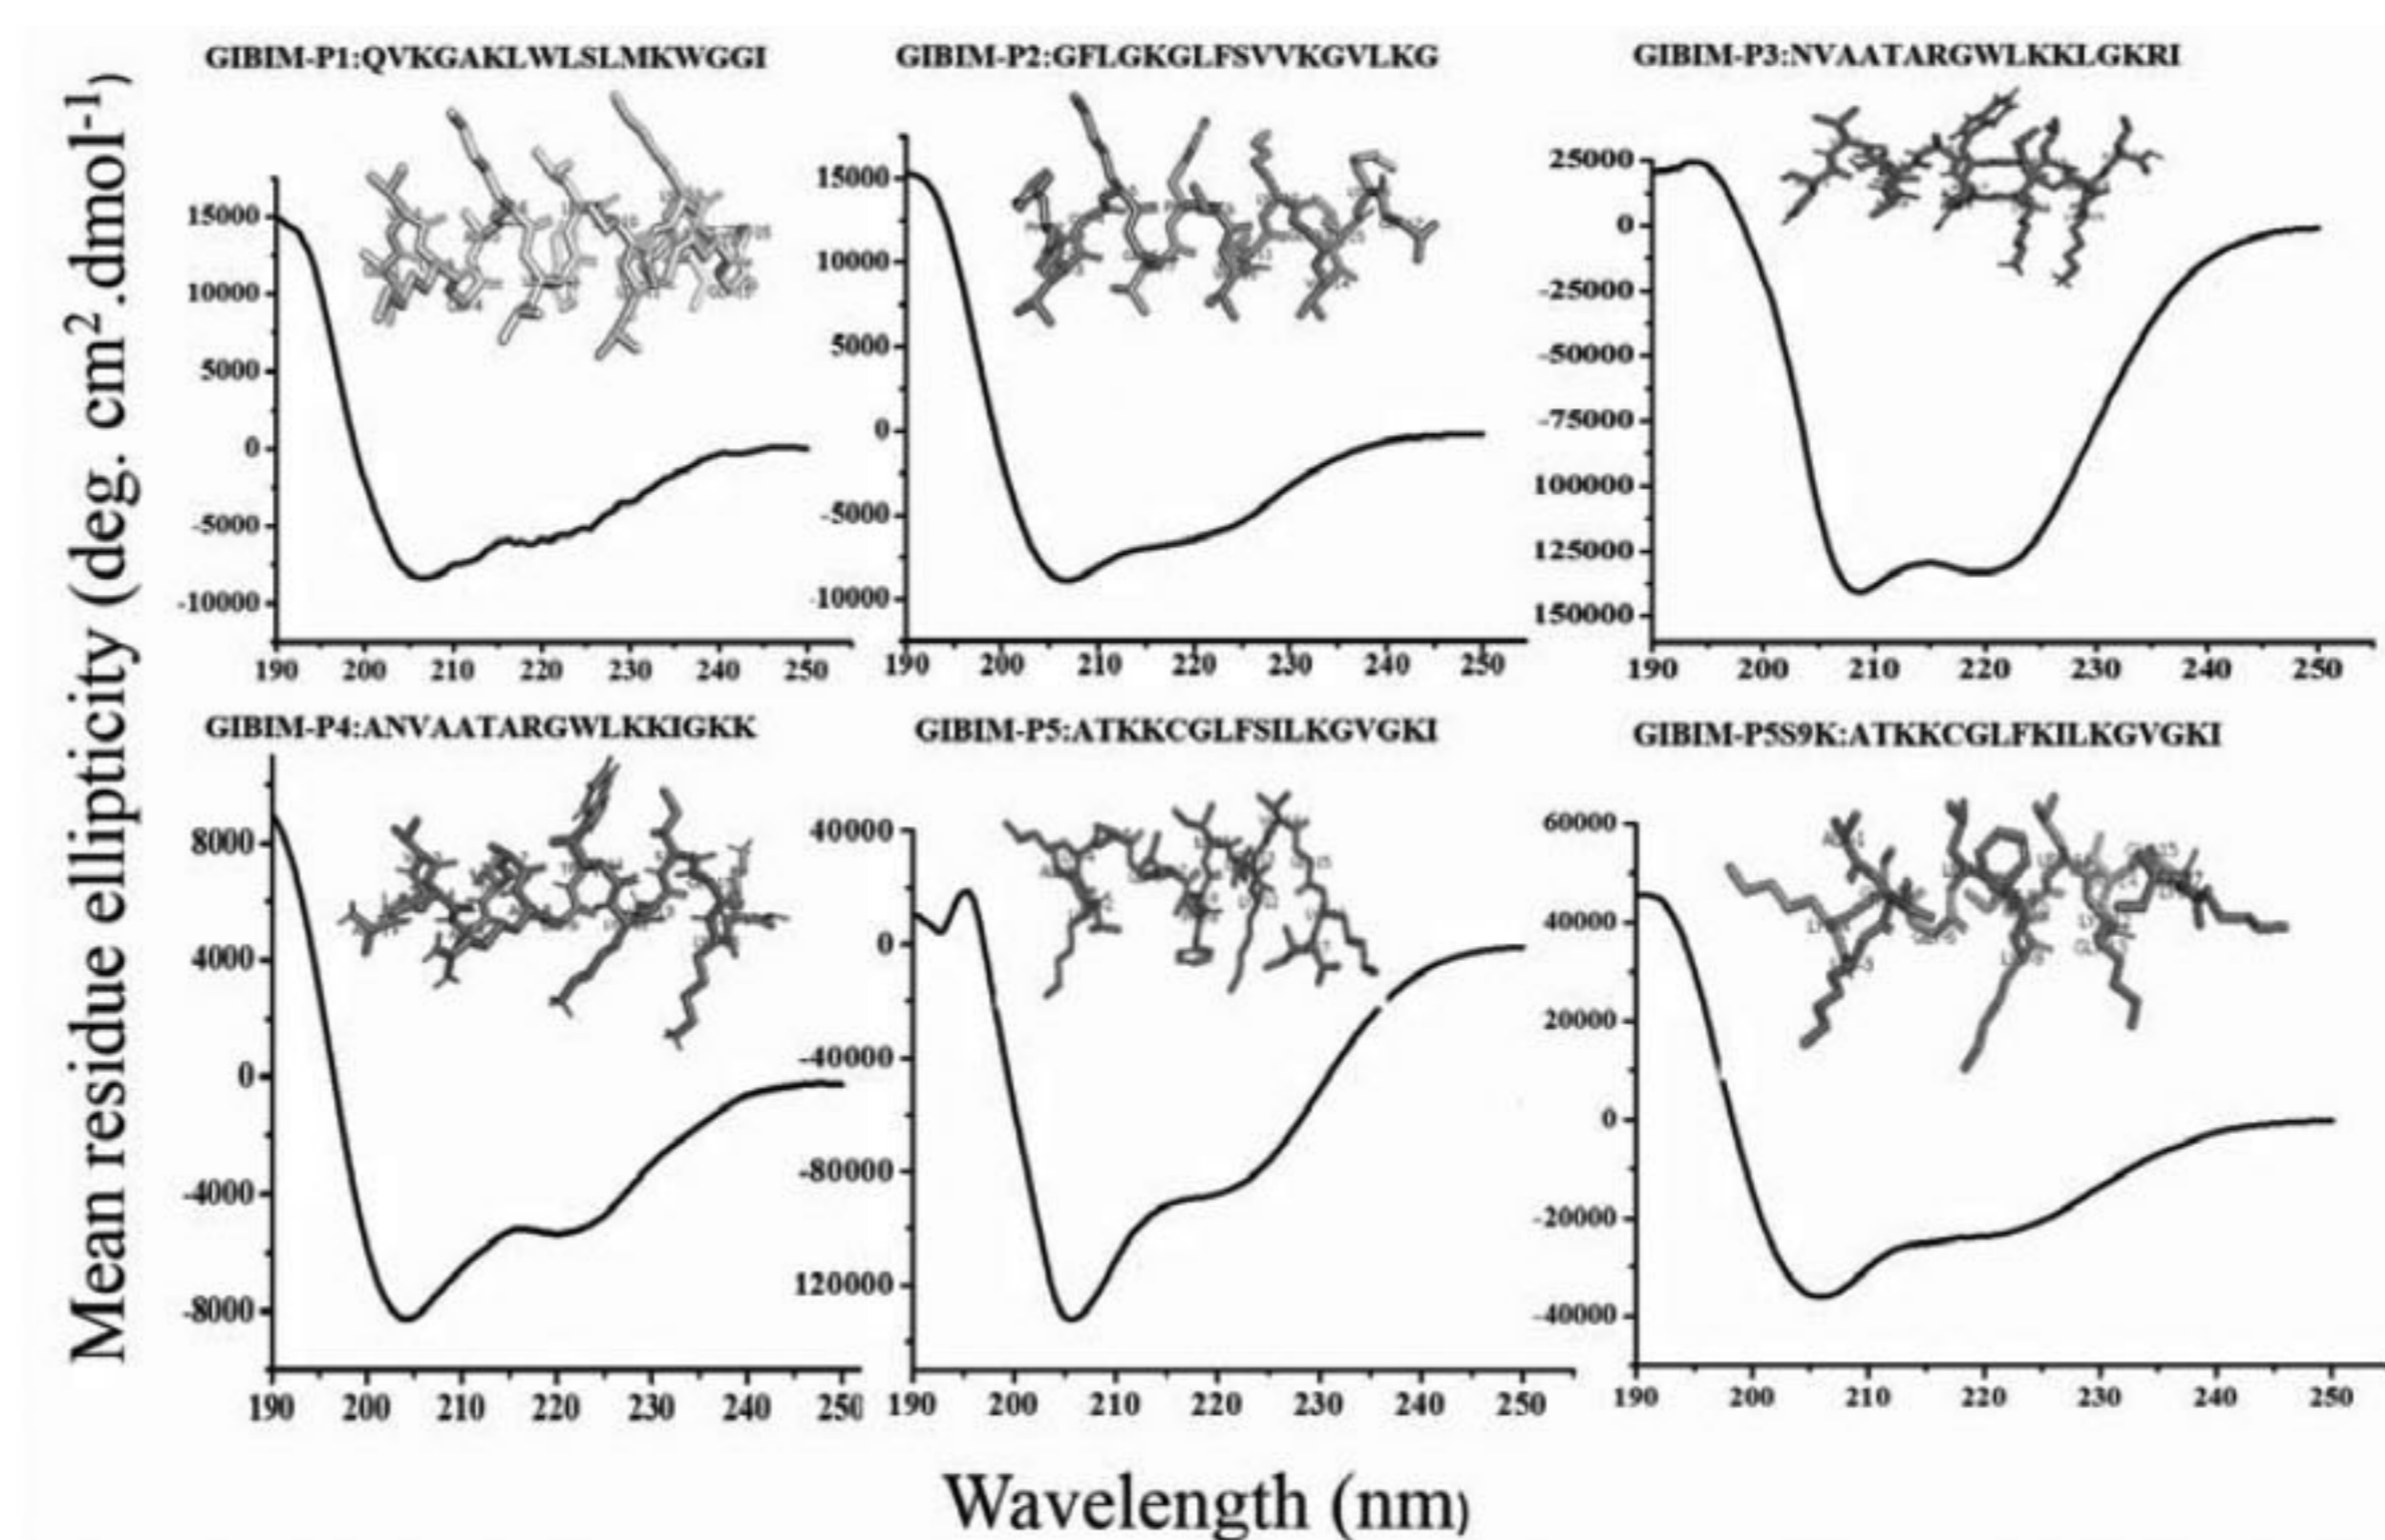 Mean residue ellipticity (deg. cm2.dmol-1)
GIBIM-P1:QVKGAKLWLSLMKWGGI
15000
10000
5000
0
-5000
-10000
190 200 210 220 230 240 250
GIBIM-P2:GFLGKGLFSVVKGVLKG
15000
10000
5000
0
-5000
10000
190 200 210 220 230 240 250
GIBIM-P3:NVAATARGWLKKLGKRI
25000
0
-25000
-50000
-75000
100000
125000
150000
190 200 210 220 230 240 250
GIBIM-P4:ANVAATARGWLKKIGKK
8000
4000
0
-4000
-8000
190 200 210 220 230 240 250
GIBIM-P5:ATKKCGLFSILKGVGKI
40000
0
-40000
-80000
120000
190 200 210 220 230 240 250
GIBIM-P5S9K:ATKKCGLFKILKGVGKI
60000
40000
20000
0
-20000
-40000
190 200 210 220 230 240 250
Wavelength (nm)